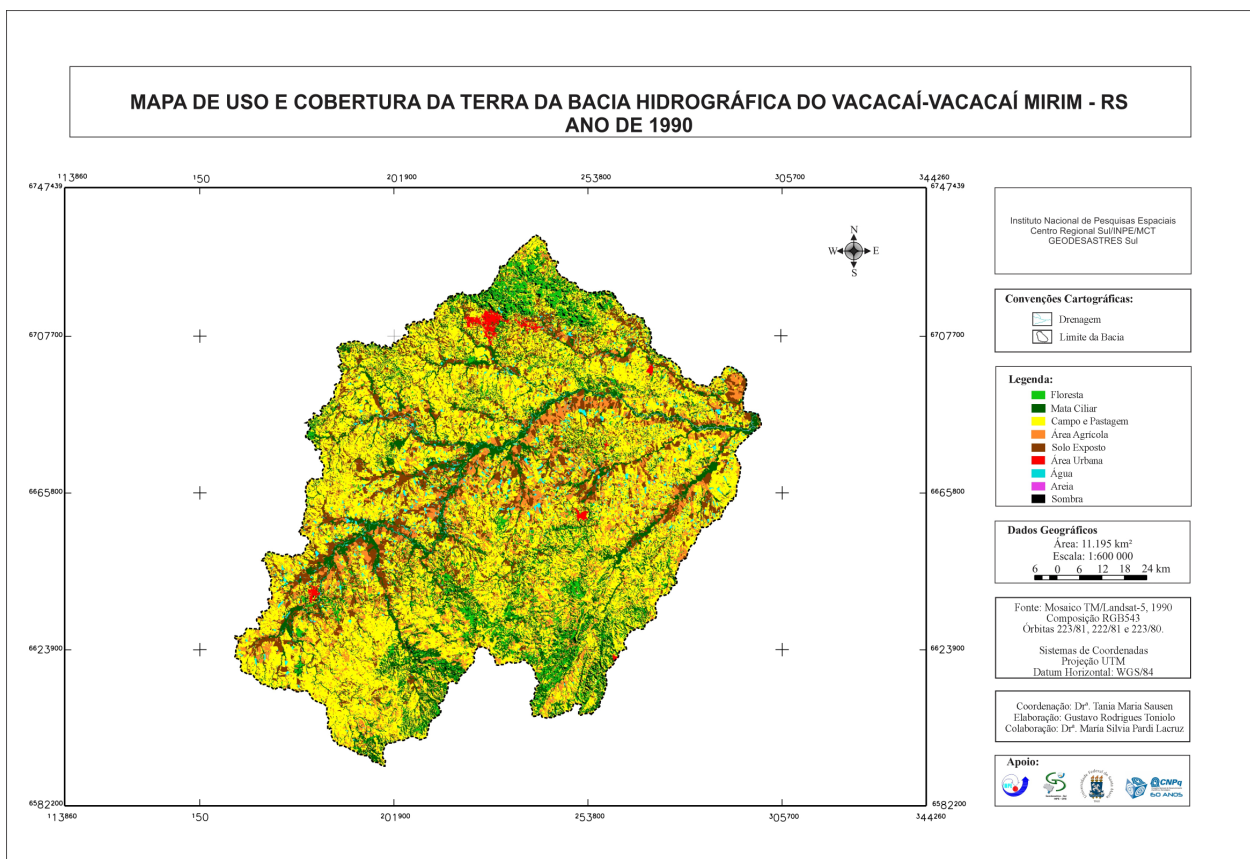 MAPA DE USO E COBERTURA DA TERRA DA BACIA HIDROGRÁFICA DO VACACAÍ-VACACAÍ MIRIM - RS
ANO DE 1990
113860 150 201900 253800 305700 344260
6747439 6747439
N
W E
S
6707700 6707700
6665800 6665800
6623900 6623900
6582200 6582200
113860 150 201900 253800 305700 344260
Instituto Nacional de Pesquisas Espaciais
Centro Regional Sul/INPE/MCT
GEODESASTRES Sul
Convenções Cartográficas:
Drenagem
Limite da Bacia
Legenda:
Floresta
Mata Ciliar
Campo e Pastagem
Área Agrícola
Solo Exposto
Área Urbana
Água
Areia
Sombra
Dados Geográficos
Área: 11.195 km²
Escala: 1:600 000
6 0 6 12 18 24 km
Fonte: Mosaico TM/Landsat-5, 1990
Composição RGB543
Órbitas 223/81, 222/81 e 223/80.
Sistemas de Coordenadas
Projeção UTM
Datum Horizontal: WGS/84
Coordenação: Drª. Tania Maria Sausen
Elaboração: Gustavo Rodrigues Toniolo
Colaboração: Drª. Maria Silvia Pardi Lacruz
Apoio:
CNPq
60 ANOS